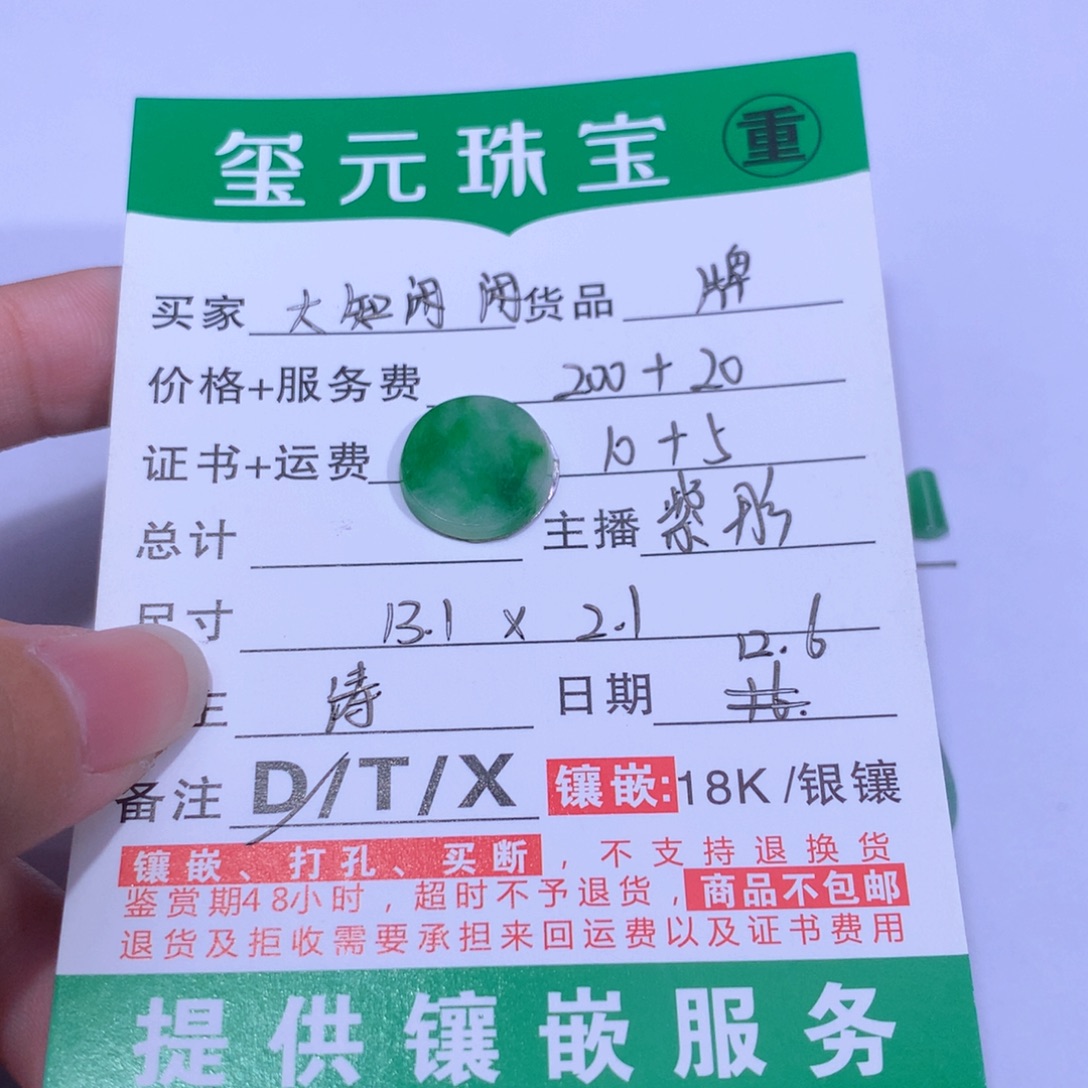 玺元珠宝 重
买家 大知闲闲 货品 牌
价格+服务费 200+20
证书+运费 10+5
总计 主播 紫彤
尺寸 13.1×2.1
12.6
主 涛 日期
备注 D/T/X 镶嵌:18K/银镶
镶嵌、打孔、买断，不支持退换货
鉴赏期48小时，超时不予退货，商品不包邮
退货及拒收需要承担来回运费以及证书费用
提供镶嵌服务